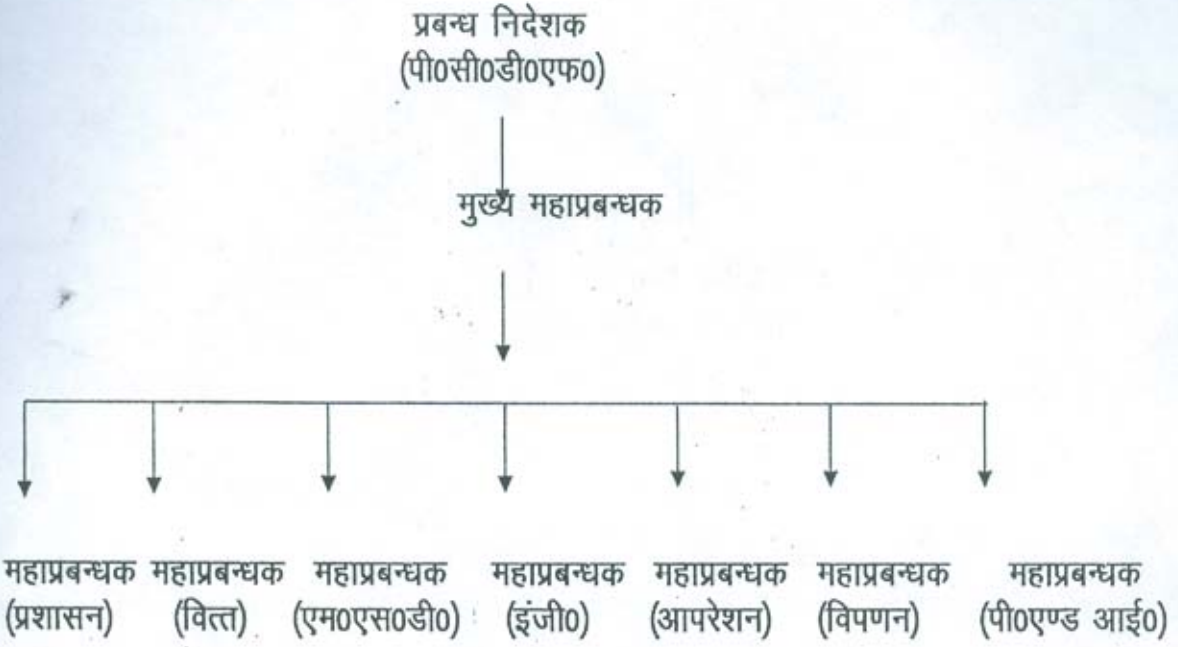 प्रबन्ध निदेशक
(पी0सी0डी0एफ0)
मुख्य महाप्रबन्धक
महाप्रबन्धक महाप्रबन्धक महाप्रबन्धक महाप्रबन्धक महाप्रबन्धक महाप्रबन्धक महाप्रबन्धक
(प्रशासन) (वित्त) (एम0एस0डी0) (इंजी0) (आपरेशन) (विपणन) (पी0एण्ड आई0)